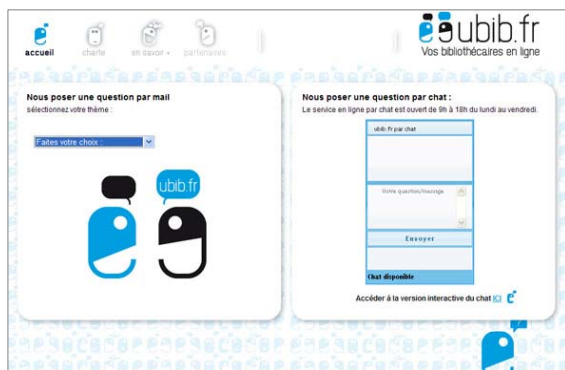 accueil
charte
en savoir +
partenaires
ubib.fr
Vos bibliothécaires en ligne
Nous poser une question par mail
sélectionnez votre thème :
Faites votre choix :
ubib.fr
Nous poser une question par chat :
Le service en ligne par chat est ouvert de 9h à 18h du lundi au vendredi.
ubib.fr par chat
Votre question/message
Envoyer
Chat disponible
Accéder à la version interactive du chat ICI